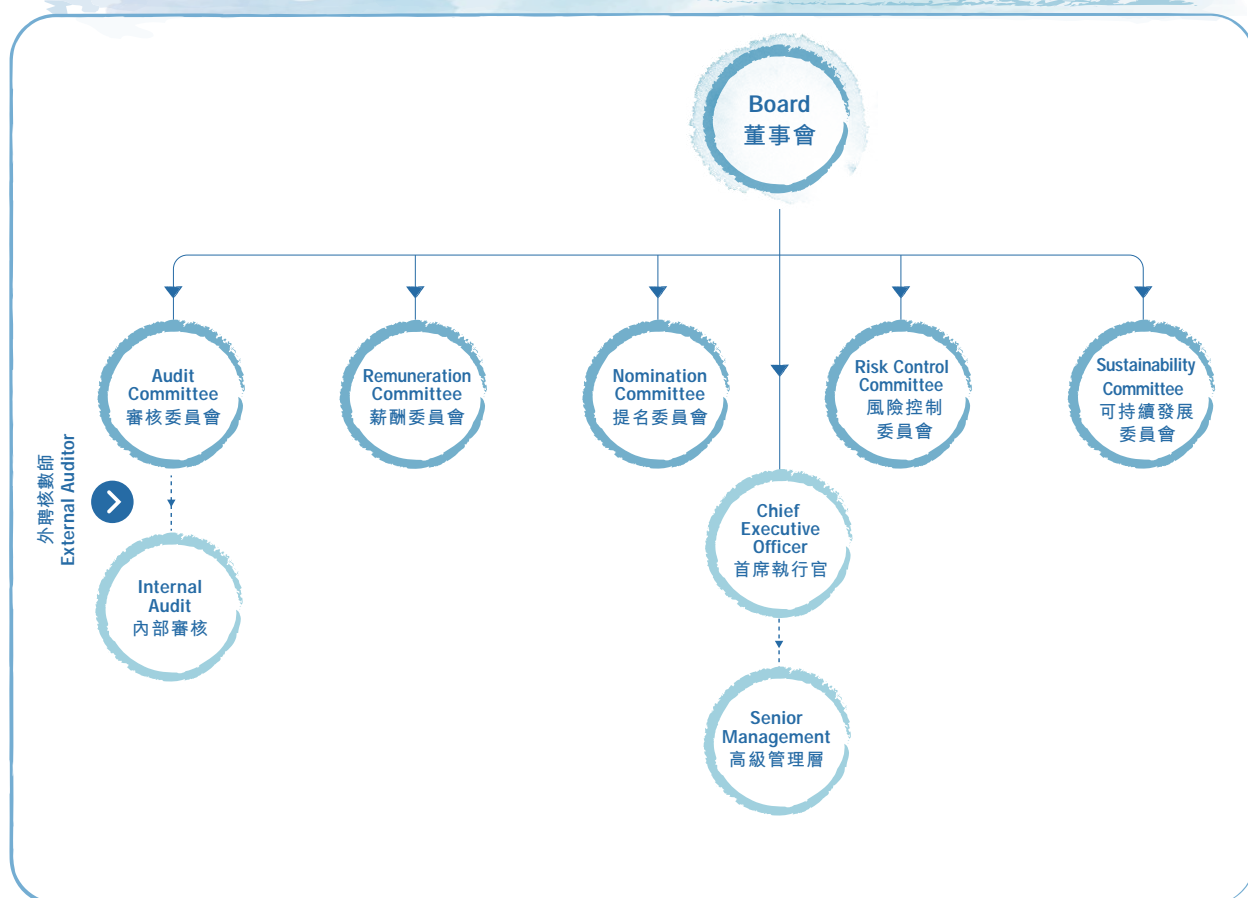 Board
董事會
Audit
Committee
審核委員會
Remuneration
Committee
薪酬委員會
Nomination
Committee
提名委員會
Risk Control
Committee
風險控制
委員會
Sustainability
Committee
可持續發展
委員會
外聘核數師
External Auditor
Chief
Executive
Officer
首席執行官
Internal
Audit
內部審核
Senior
Management
高級管理層